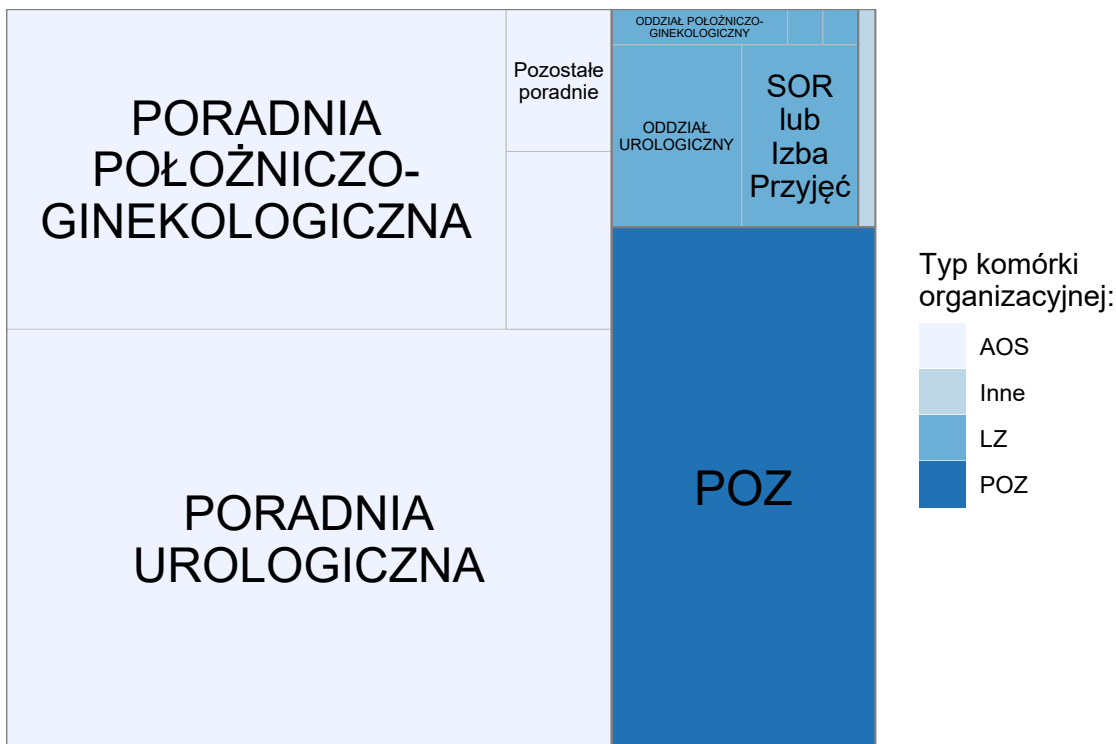 PORADNIA
POŁOŻNICZO-
GINEKOLOGICZNA
Pozostałe
poradnie
PORADNIA
UROLOGICZNA
ODDZIAŁ POŁOŻNICZO-
GINEKOLOGICZNY
ODDZIAŁ
UROLOGICZNY
SOR
lub
Izba
Przyjęć
POZ
Typ komórki
organizacyjnej:
AOS
Inne
LZ
POZ